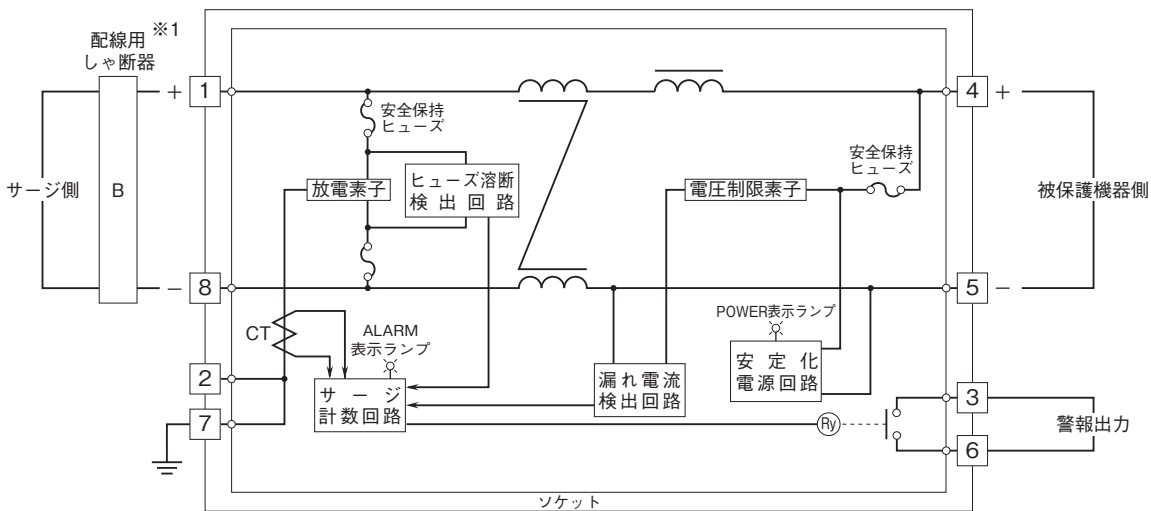 配線用
しゃ断器
※1
サージ側
B
+
1
−
8
2
7
安全保持
ヒューズ
放電素子
ヒューズ溶断
検出回路
CT
ALARM
表示ランプ
サージ
計数回路
漏れ電流
検出回路
電圧制限素子
安全保持
ヒューズ
POWER表示ランプ
安定化
電源回路
Ry
4
+
5
−
被保護機器側
3
6
警報出力
ソケット